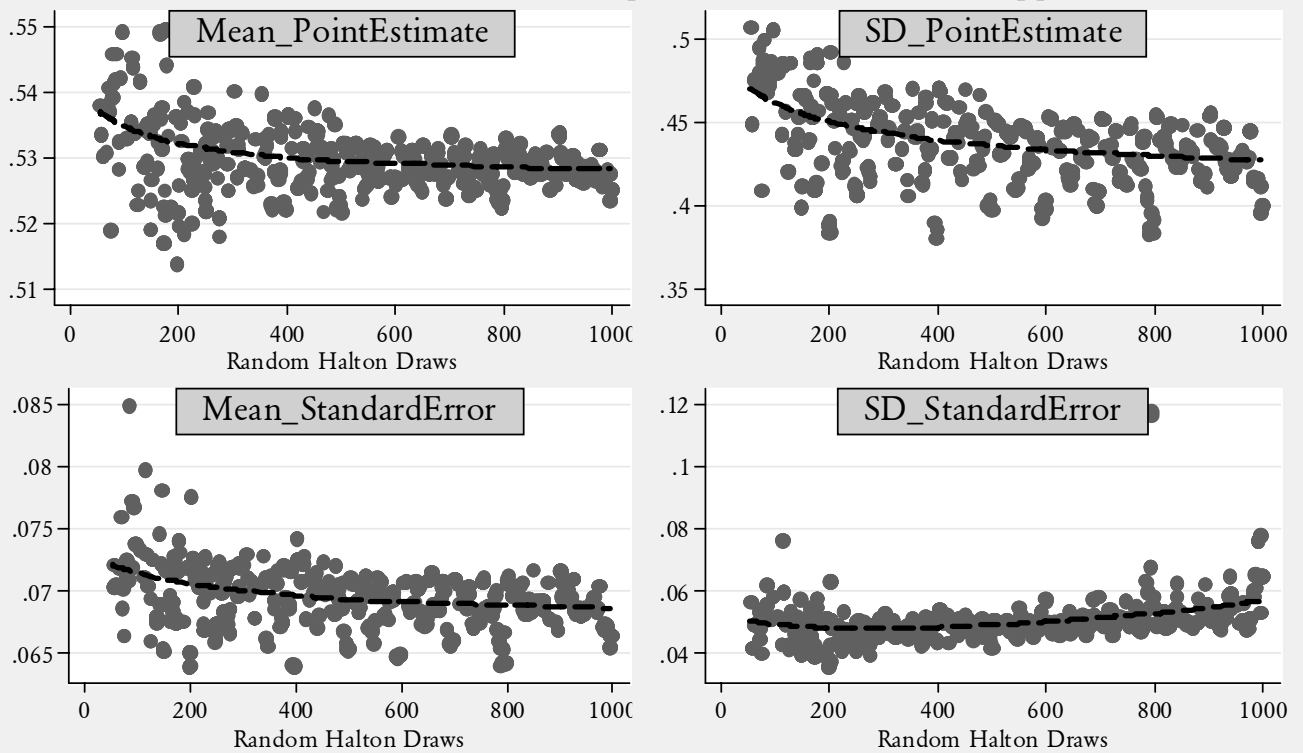 Mean_PointEstimate
.55
.54
.53
.52
.51
0 200 400 600 800 1000
Random Halton Draws
SD_PointEstimate
.5
.45
.4
.35
0 200 400 600 800 1000
Random Halton Draws
Mean_StandardError
.085
.08
.075
.07
.065
0 200 400 600 800 1000
Random Halton Draws
SD_StandardError
.12
.1
.08
.06
.04
0 200 400 600 800 1000
Random Halton Draws